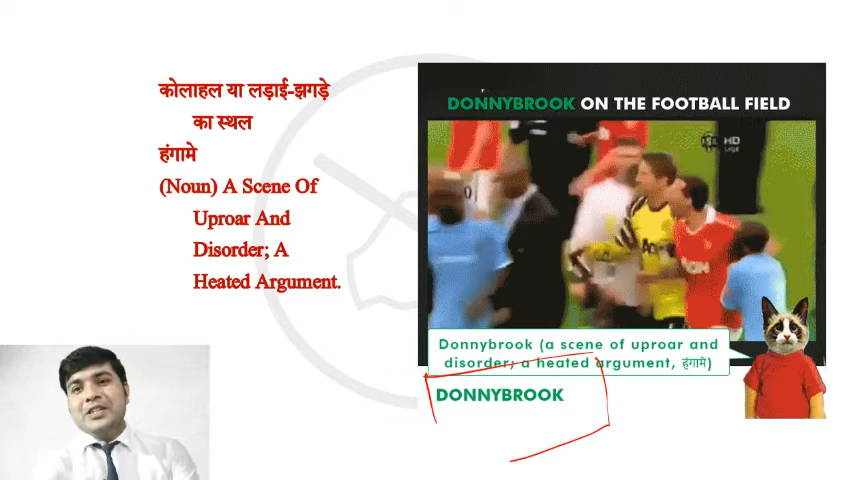 कोलाहल या लड़ाई-झगड़े
का स्थल
हंगामे
(Noun) A Scene Of
Uproar And
Disorder; A
Heated Argument.
DONNYBROOK ON THE FOOTBALL FIELD
HD
Donnybrook (a scene of uproar and
disorder; a heated argument, हंगामे)
DONNYBROOK